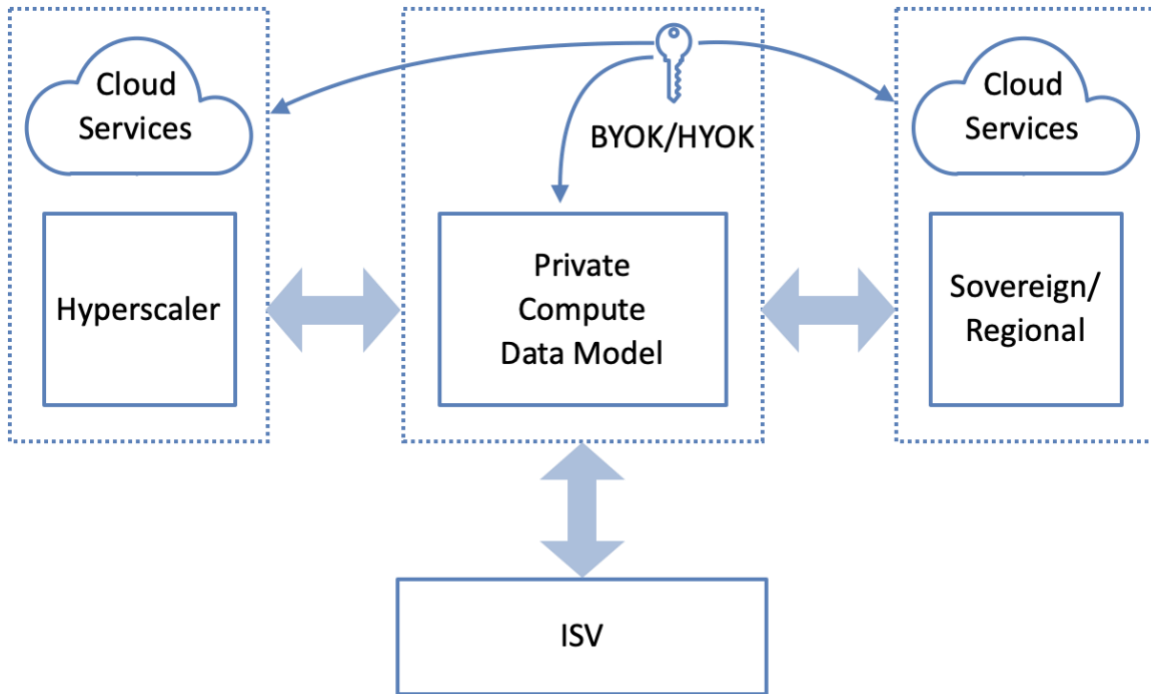 Cloud
Services
BYOK/HYOK
Cloud
Services
Hyperscaler
Private
Compute
Data Model
Sovereign/
Regional
ISV